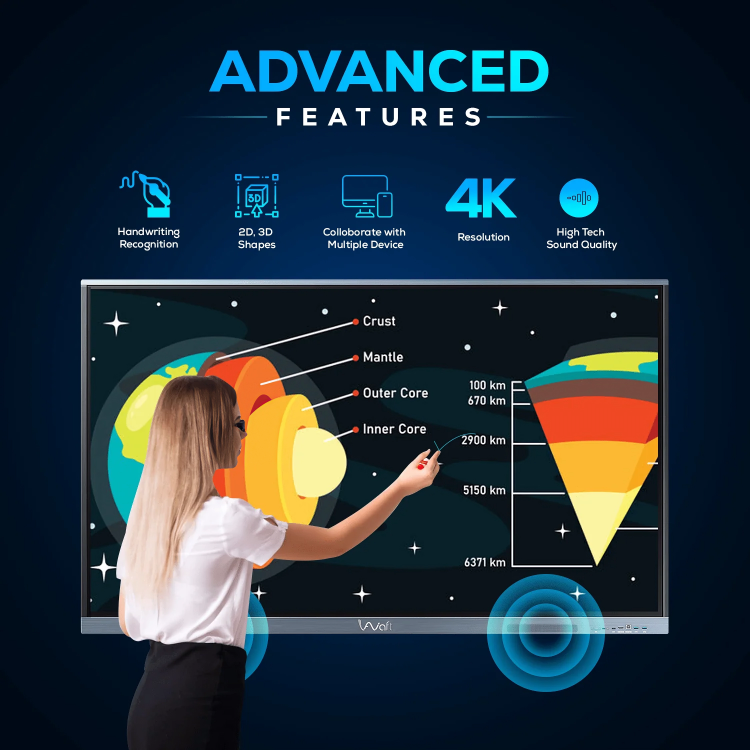 ADVANCED
FEATURES
Handwriting
Recognition
3D
2D, 3D
Shapes
Colloborate with
Multiple Device
4K
Resolution
High Tech
Sound Quality
Crust
Mantle
Outer Core
Inner Core
100 km
670 km
2900 km
5150 km
6371 km
Waft